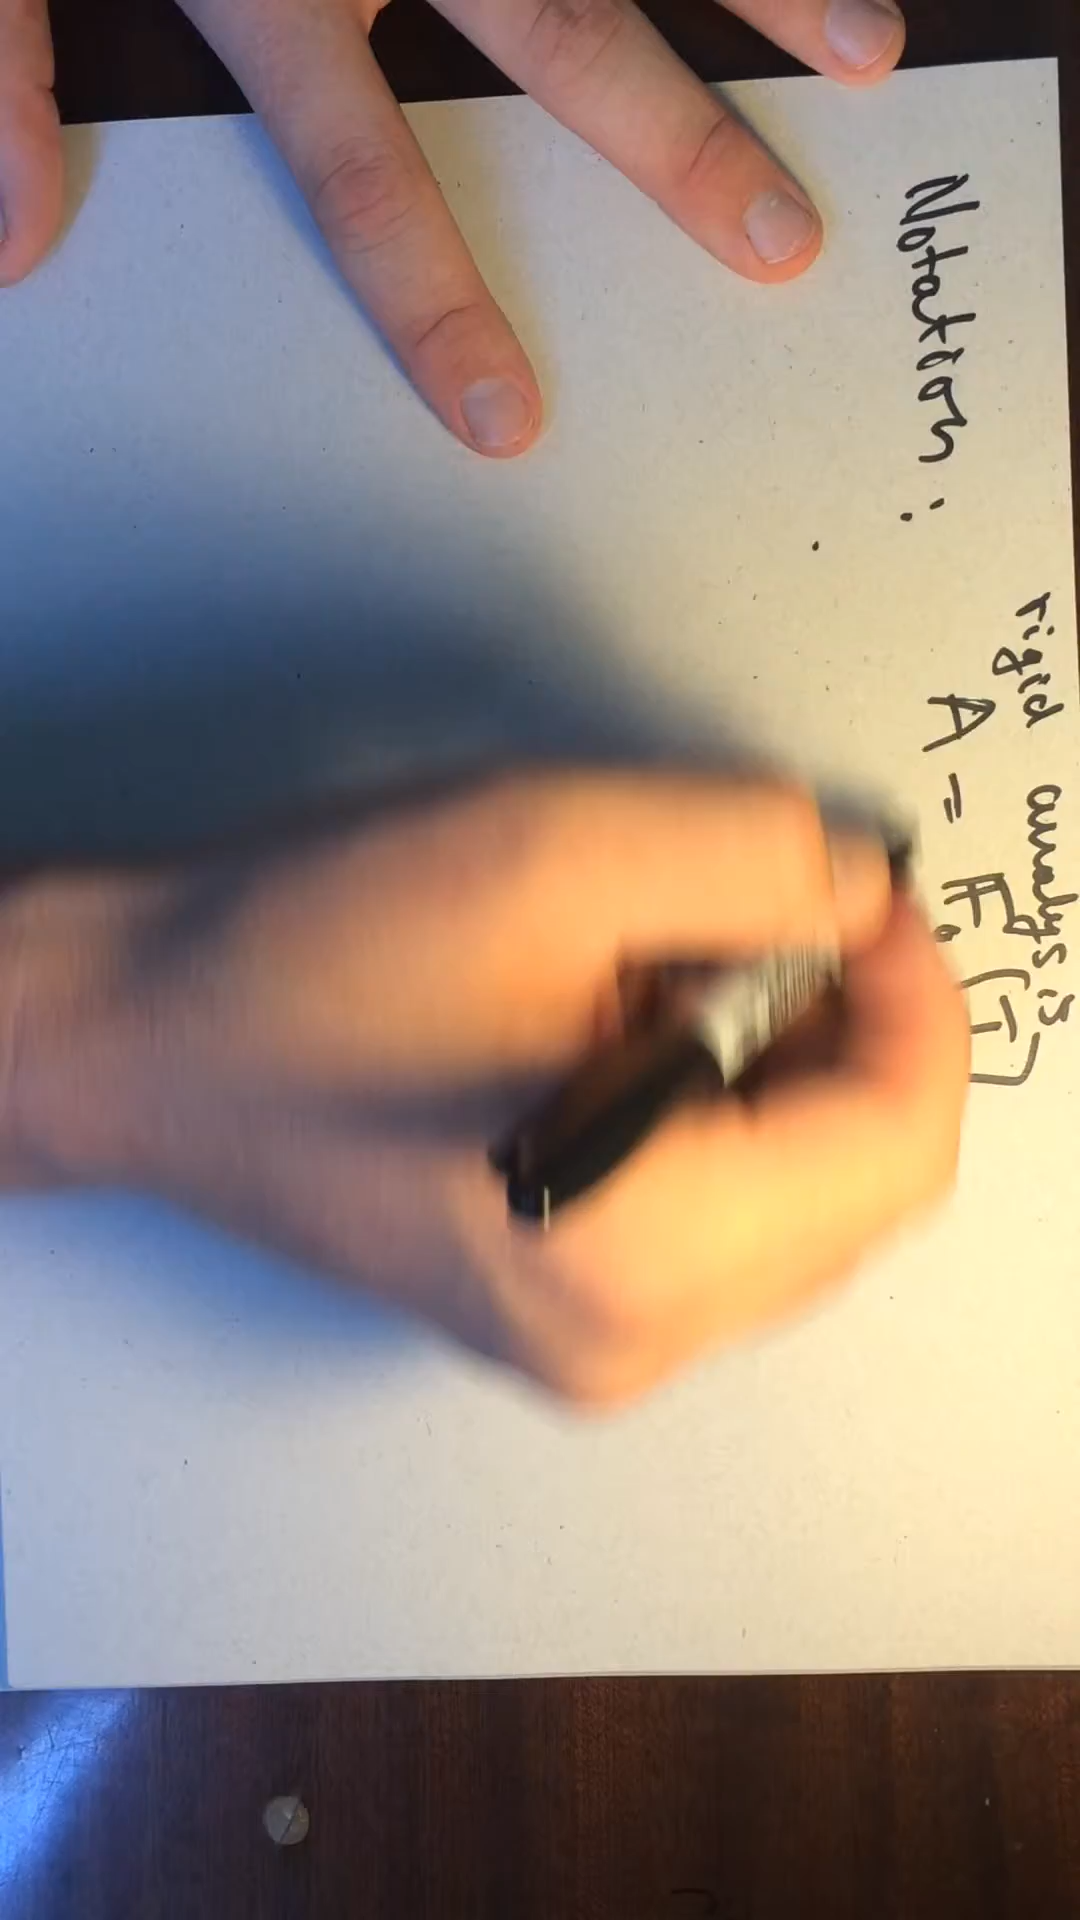 rigid analysis
Notation: A = F [T]